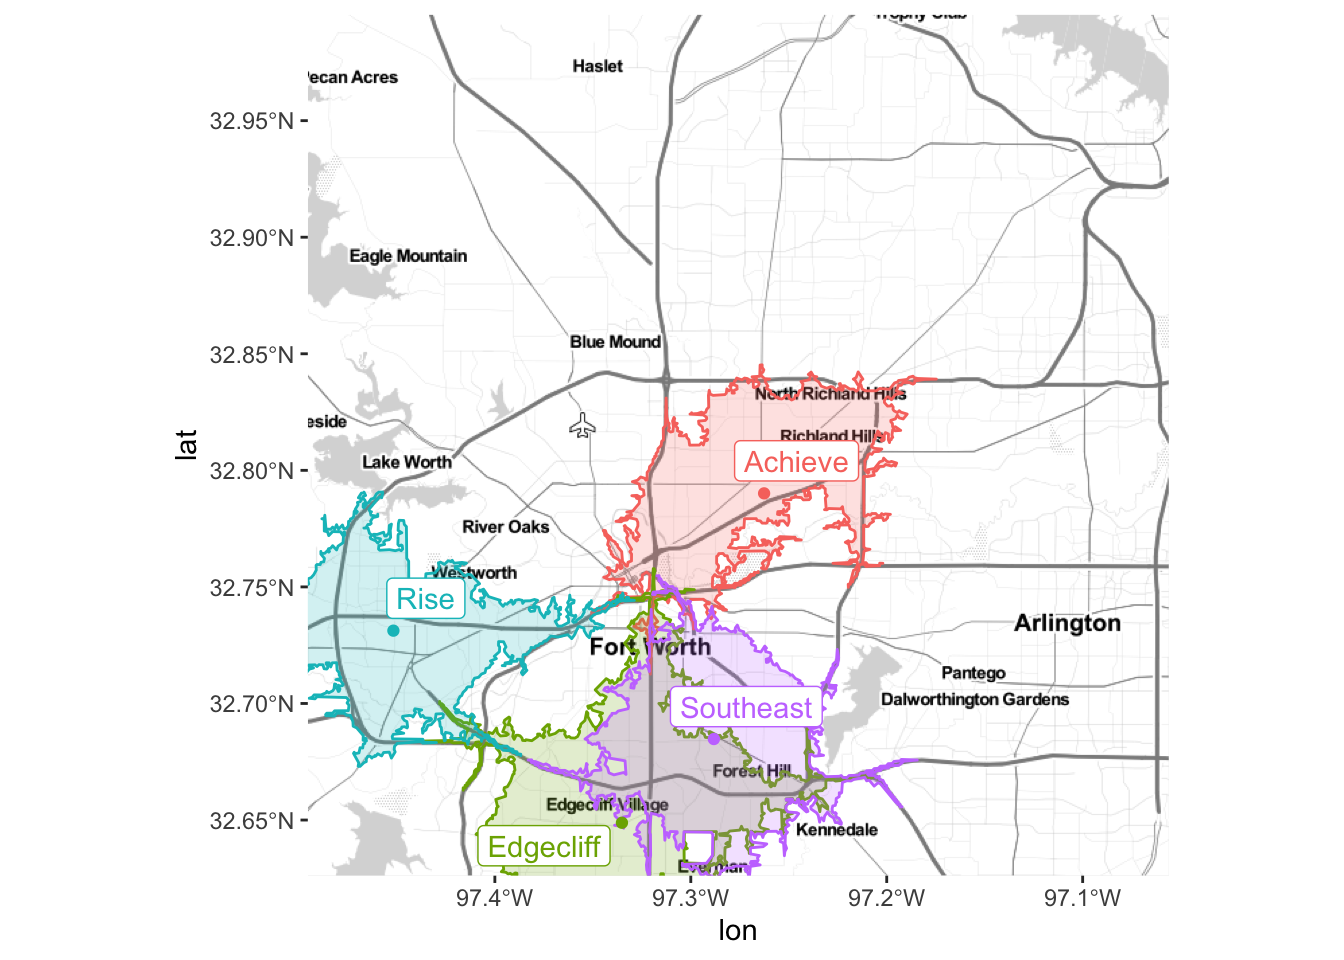 Trophy Club
Haslet
ecan Acres
32.95°N
32.90°N
Eagle Mountain
32.85°N
Blue Mound
North Richland Hills
eside
Richland Hills
lat
Lake Worth
Achieve
32.80°N
River Oaks
32.75°N
Westworth
Rise
Arlington
Fort Worth
Pantego
32.70°N
Dalworthington Gardens
Southeast
Forest Hill
Edgecliff Village
32.65°N
Kennedale
Edgecliff
Everman
97.4°W 97.3°W 97.2°W 97.1°W
lon